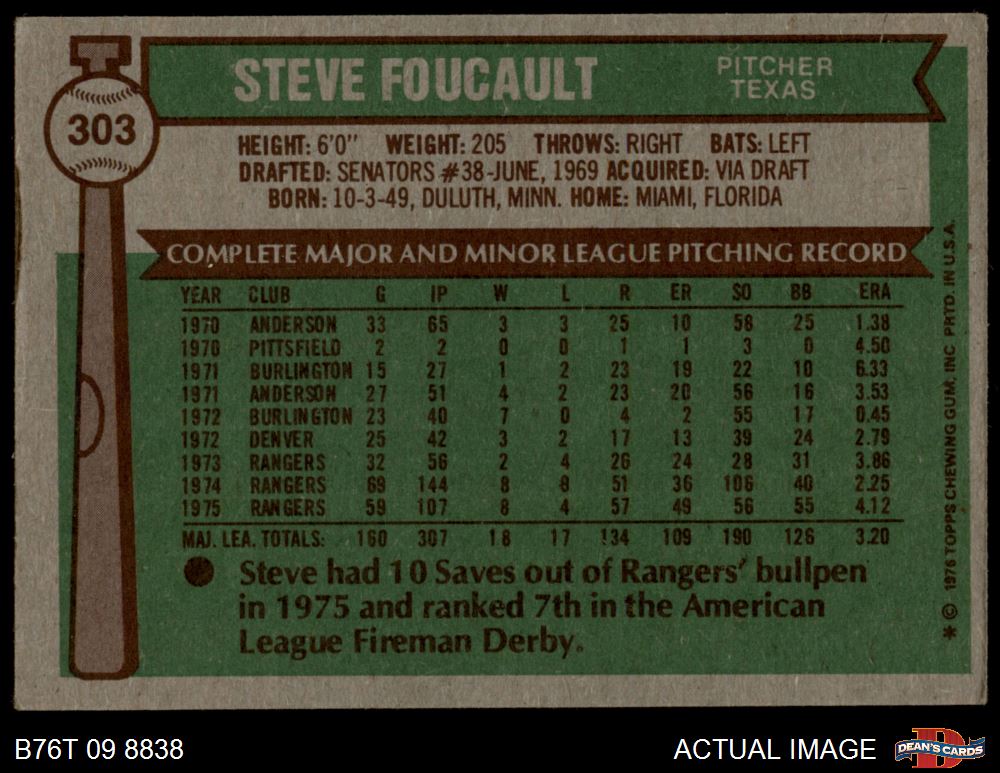 303
STEVE FOUCAULT
PITCHER
TEXAS
HEIGHT: 6'0" WEIGHT: 205 THROWS: RIGHT BATS: LEFT
DRAFTED: SENATORS #38-JUNE, 1969 ACQUIRED: VIA DRAFT
BORN: 10-3-49, DULUTH, MINN. HOME: MIAMI, FLORIDA
COMPLETE MAJOR AND MINOR LEAGUE PITCHING RECORD
YEAR CLUB G IP W L R ER SO BB ERA
1970 ANDERSON 33 65 3 3 25 10 58 25 1.38
1970 PITTSFIELD 2 2 0 0 1 1 3 0 4.50
1971 BURLINGTON 15 27 1 2 23 19 22 10 6.33
1971 ANDERSON 27 51 4 2 23 20 56 16 3.53
1972 BURLINGTON 23 40 7 0 4 2 55 17 0.45
1972 DENVER 25 42 3 2 17 13 39 24 2.79
1973 RANGERS 32 56 2 4 26 24 28 31 3.86
1974 RANGERS 69 144 8 8 51 36 106 40 2.25
1975 RANGERS 59 107 8 4 57 49 56 55 4.12
MAJ. LEA. TOTALS: 160 307 18 17 134 109 190 126 3.20
Steve had 10 Saves out of Rangers' bullpen
in 1975 and ranked 7th in the American
League Fireman Derby.
* © 1976 TOPPS CHEWING GUM, INC PRTD. IN U.S.A.
B76T 09 8838
ACTUAL IMAGE
D
DEAN'S CARDS